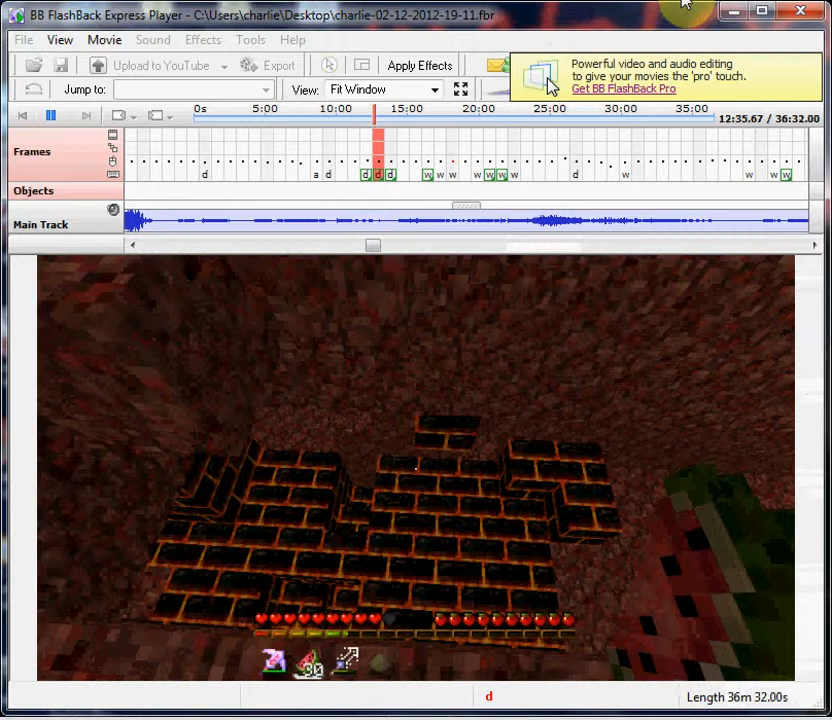 BB FlashBack Express Player - C:\Users\charlie\Desktop\charlie-02-12-2012-19-11.fbr
File View Movie Sound Effects Tools Help
Upload to YouTube Export Apply Effects
Powerful video and audio editing
to give your movies the 'pro' touch.
Get BB FlashBack Pro
Jump to: View: Fit Window
0s 5:00 10:00 15:00 20:00 25:00 30:00 35:00
12:35.67 / 36:32.00
Frames
d a d d d d w w w w w w w d w w w w
Objects
Main Track
30
d
Length 36m 32.00s